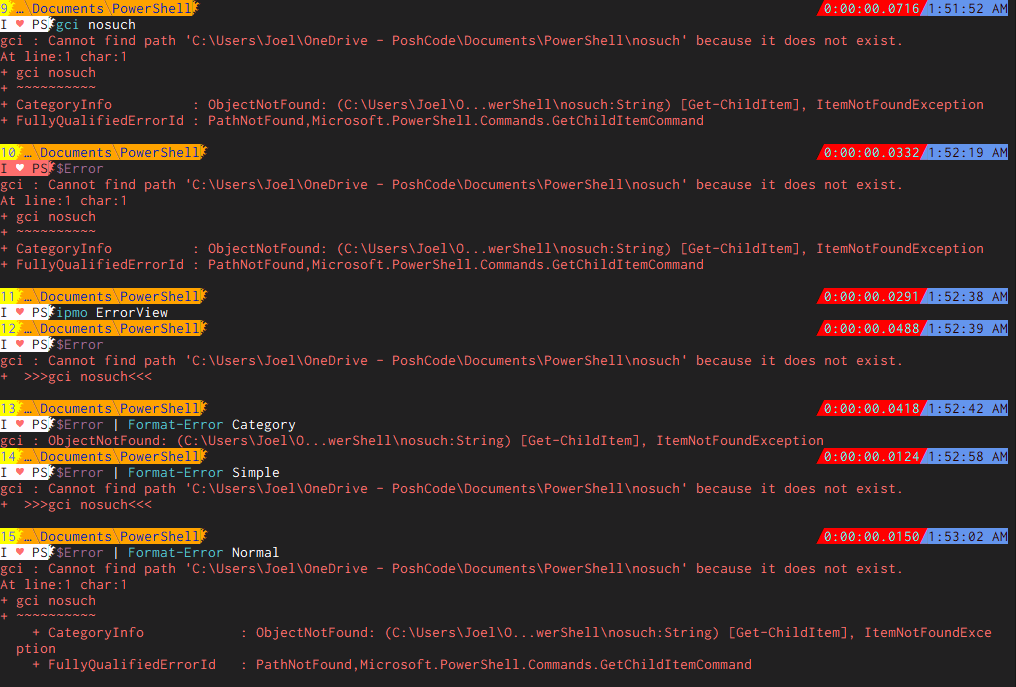 9 …\Documents\PowerShell 0:00:00.0716 1:51:52 AM
I ♥ PS gci nosuch
gci : Cannot find path 'C:\Users\Joel\OneDrive - PoshCode\Documents\PowerShell\nosuch' because it does not exist.
At line:1 char:1
+ gci nosuch
+ ~~~~~~~~~~
+ CategoryInfo          : ObjectNotFound: (C:\Users\Joel\O...werShell\nosuch:String) [Get-ChildItem], ItemNotFoundException
+ FullyQualifiedErrorId : PathNotFound,Microsoft.PowerShell.Commands.GetChildItemCommand
10 …\Documents\PowerShell 0:00:00.0332 1:52:19 AM
I ♥ PS $Error
gci : Cannot find path 'C:\Users\Joel\OneDrive - PoshCode\Documents\PowerShell\nosuch' because it does not exist.
At line:1 char:1
+ gci nosuch
+ ~~~~~~~~~~
+ CategoryInfo          : ObjectNotFound: (C:\Users\Joel\O...werShell\nosuch:String) [Get-ChildItem], ItemNotFoundException
+ FullyQualifiedErrorId : PathNotFound,Microsoft.PowerShell.Commands.GetChildItemCommand
11 …\Documents\PowerShell 0:00:00.0291 1:52:38 AM
I ♥ PS ipmo ErrorView
12 …\Documents\PowerShell 0:00:00.0488 1:52:39 AM
I ♥ PS $Error
gci : Cannot find path 'C:\Users\Joel\OneDrive - PoshCode\Documents\PowerShell\nosuch' because it does not exist.
+  >>>gci nosuch<<<
13 …\Documents\PowerShell 0:00:00.0418 1:52:42 AM
I ♥ PS $Error | Format-Error Category
gci : ObjectNotFound: (C:\Users\Joel\O...werShell\nosuch:String) [Get-ChildItem], ItemNotFoundException
14 …\Documents\PowerShell 0:00:00.0124 1:52:58 AM
I ♥ PS $Error | Format-Error Simple
gci : Cannot find path 'C:\Users\Joel\OneDrive - PoshCode\Documents\PowerShell\nosuch' because it does not exist.
+  >>>gci nosuch<<<
15 …\Documents\PowerShell 0:00:00.0150 1:53:02 AM
I ♥ PS $Error | Format-Error Normal
gci : Cannot find path 'C:\Users\Joel\OneDrive - PoshCode\Documents\PowerShell\nosuch' because it does not exist.
At line:1 char:1
+ gci nosuch
+ ~~~~~~~~~~
    + CategoryInfo            : ObjectNotFound: (C:\Users\Joel\O...werShell\nosuch:String) [Get-ChildItem], ItemNotFoundExce
  ption
    + FullyQualifiedErrorId   : PathNotFound,Microsoft.PowerShell.Commands.GetChildItemCommand